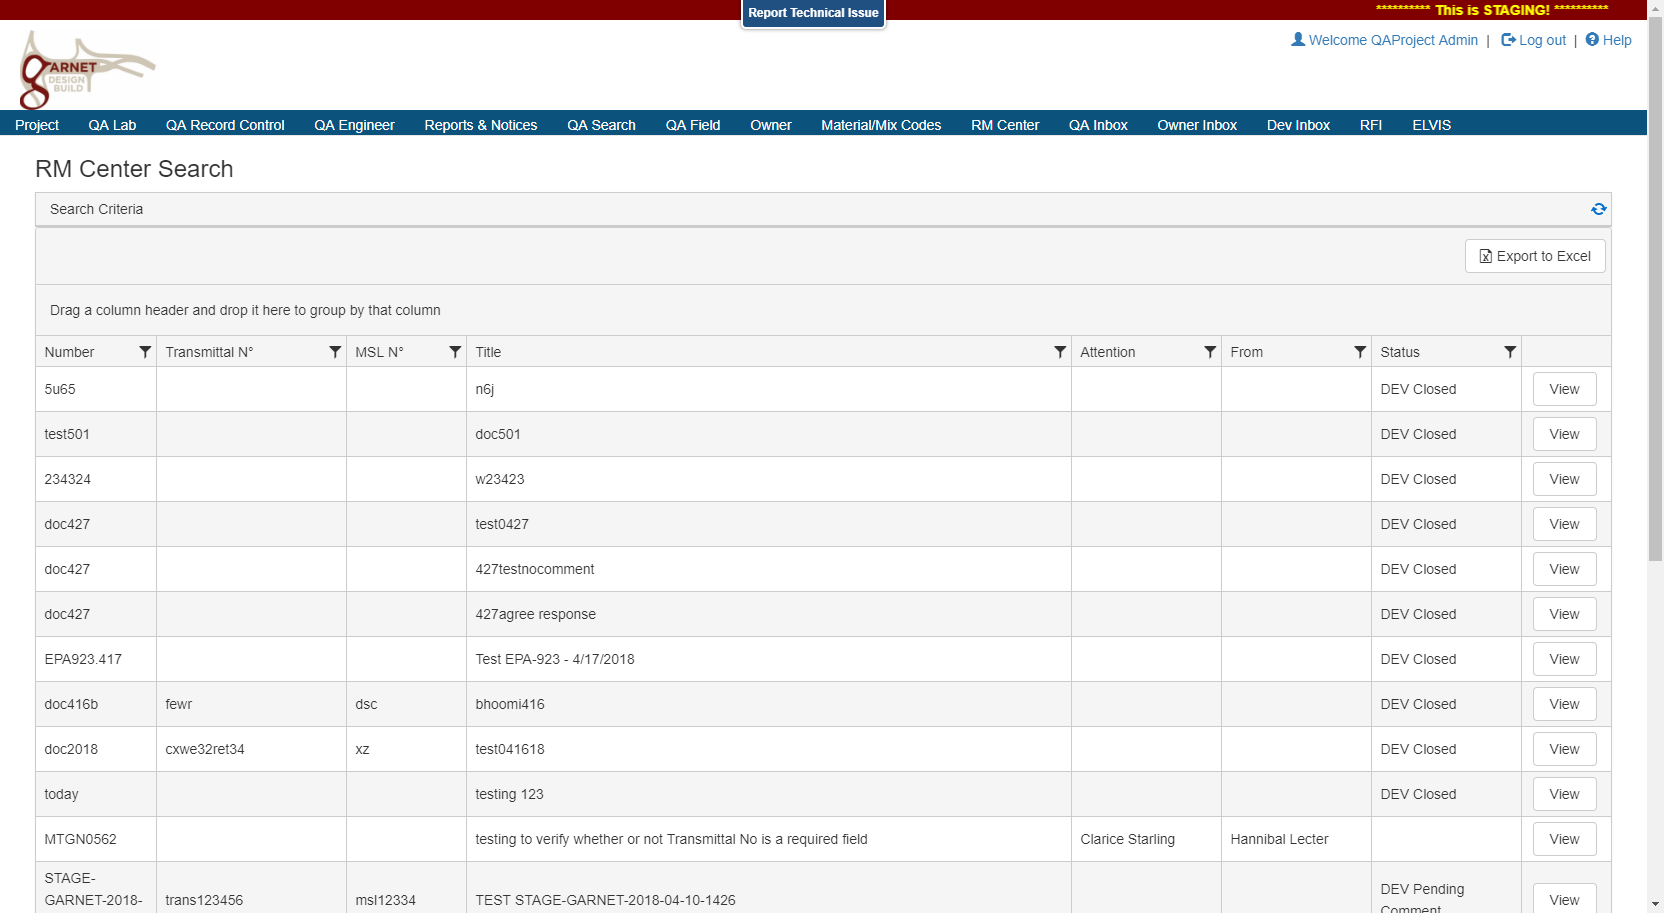 Report Technical Issue
********** This is STAGING! **********
Welcome QAProject Admin | Log out | Help
gARNET
DESIGN
BUILD
Project QA Lab QA Record Control QA Engineer Reports & Notices QA Search QA Field Owner Material/Mix Codes RM Center QA Inbox Owner Inbox Dev Inbox RFI ELVIS
RM Center Search
Search Criteria
Export to Excel
Drag a column header and drop it here to group by that column
Number Transmittal N° MSL N° Title Attention From Status
5u65 n6j DEV Closed View
test501 doc501 DEV Closed View
234324 w23423 DEV Closed View
doc427 test0427 DEV Closed View
doc427 427testnocomment DEV Closed View
doc427 427agree response DEV Closed View
EPA923.417 Test EPA-923 - 4/17/2018 DEV Closed View
doc416b fewr dsc bhoomi416 DEV Closed View
doc2018 cxwe32ret34 xz test041618 DEV Closed View
today testing 123 DEV Closed View
MTGN0562 testing to verify whether or not Transmittal No is a required field Clarice Starling Hannibal Lecter View
STAGE-
GARNET-2018- trans123456 msl12334 TEST STAGE-GARNET-2018-04-10-1426 DEV Pending View
Comment